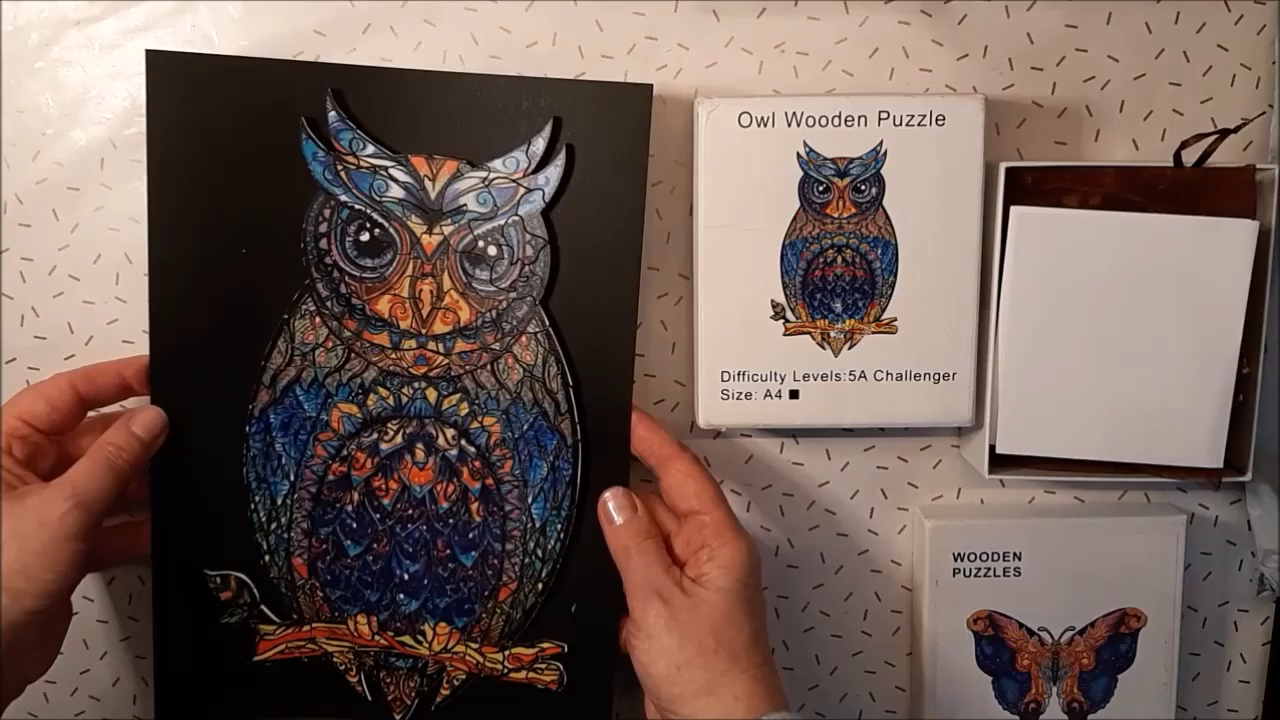 Owl Wooden Puzzle
Difficulty Levels:5A Challenger
Size: A4
WOODEN
PUZZLES